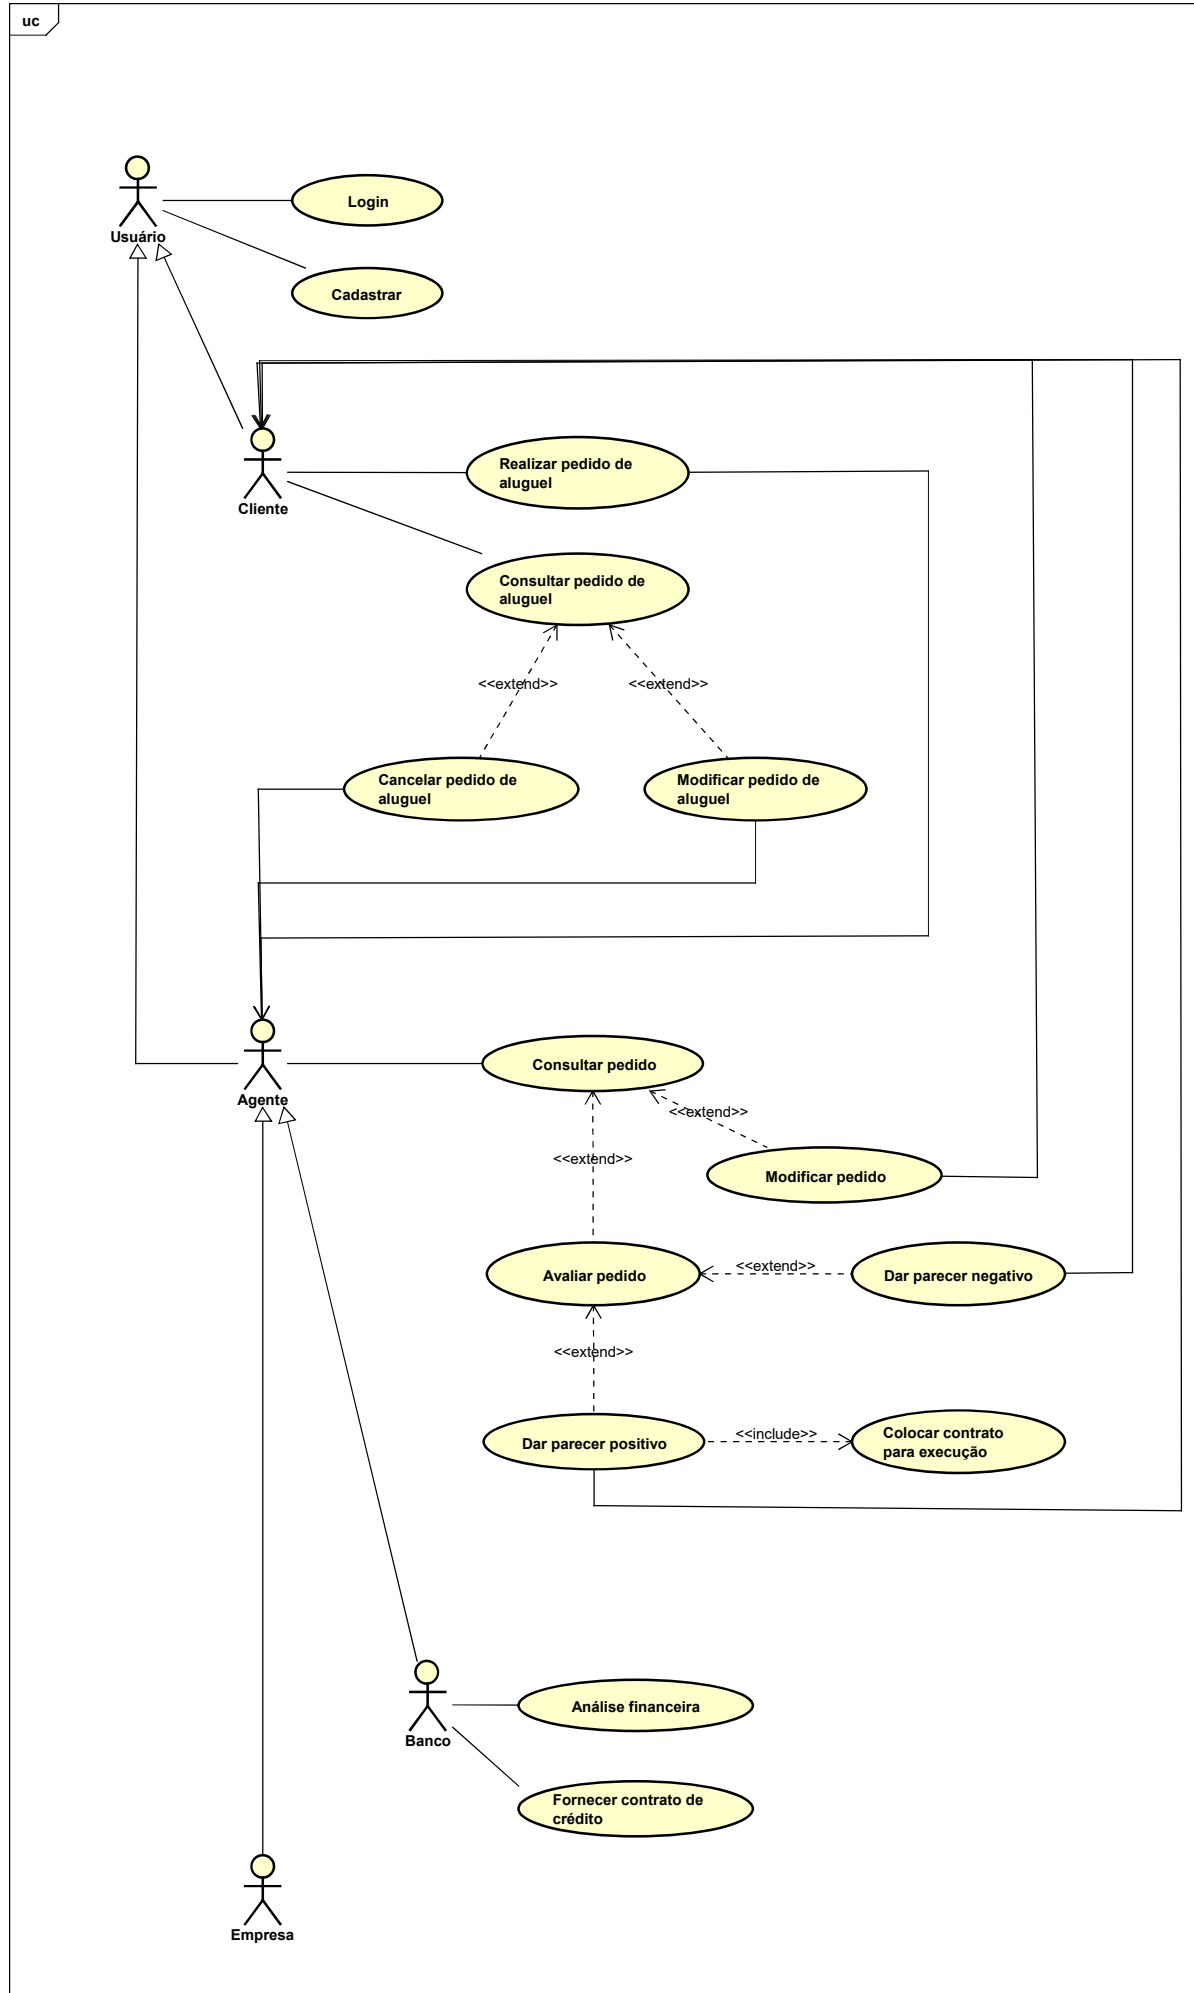 uc
Login
Usuário
Cadastrar
Realizar pedido de
aluguel
Cliente
Consultar pedido de
aluguel
<<extend>>
<<extend>>
Cancelar pedido de
aluguel
Modificar pedido de
aluguel
Consultar pedido
Agente
<<extend>>
<<extend>>
Modificar pedido
Avaliar pedido
<<extend>>
Dar parecer negativo
<<extend>>
Dar parecer positivo
<<include>>
Colocar contrato
para execução
Análise financeira
Banco
Fornecer contrato de
crédito
Empresa